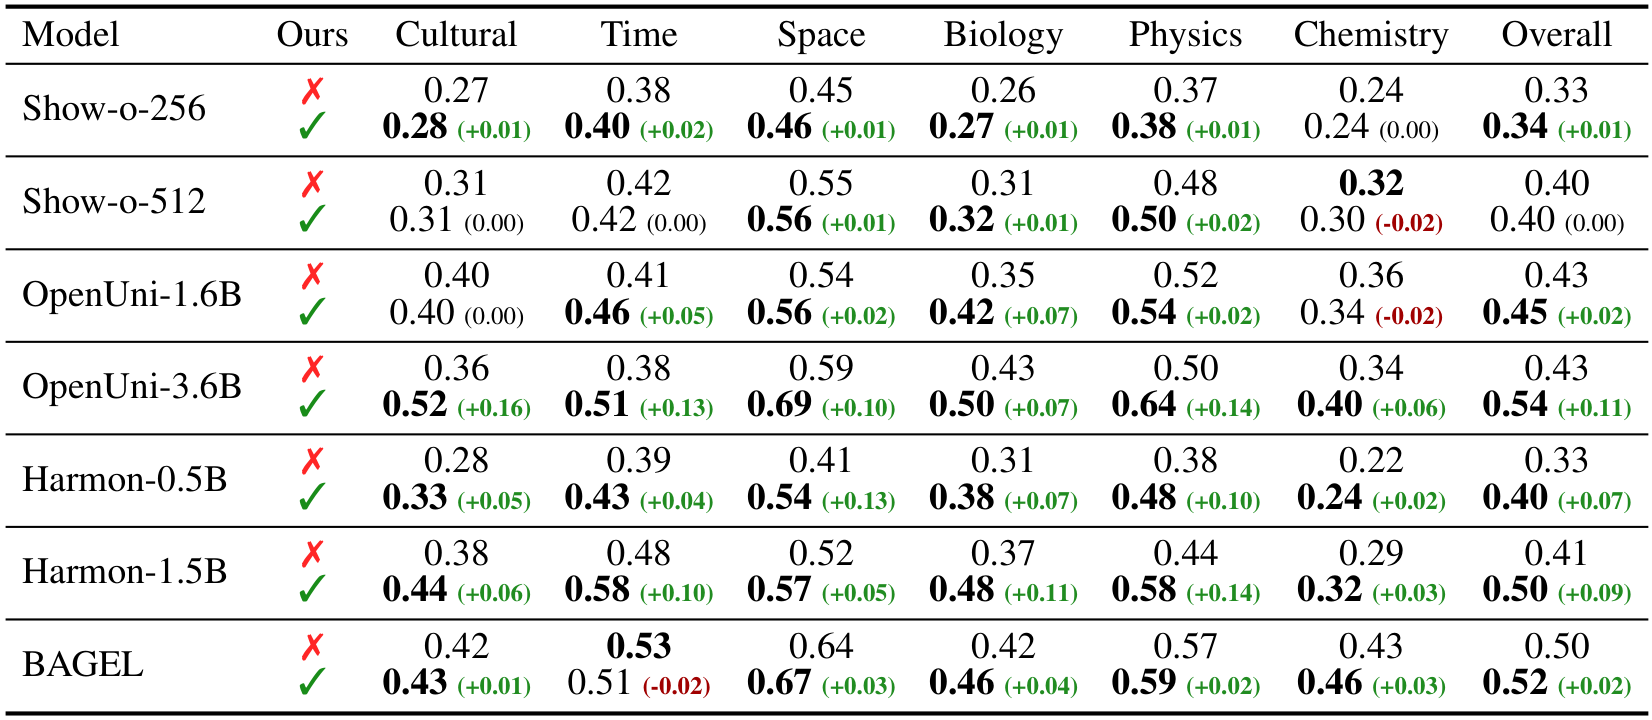 Model Ours Cultural Time Space Biology Physics Chemistry Overall
✗ 0.27 0.38 0.45 0.26 0.37 0.24 0.33
Show-o-256
✓ 0.28 (+0.01) 0.40 (+0.02) 0.46 (+0.01) 0.27 (+0.01) 0.38 (+0.01) 0.24 (0.00) 0.34 (+0.01)
✗ 0.31 0.42 0.55 0.31 0.48 0.32 0.40
Show-o-512
✓ 0.31 (0.00) 0.42 (0.00) 0.56 (+0.01) 0.32 (+0.01) 0.50 (+0.02) 0.30 (-0.02) 0.40 (0.00)
✗ 0.40 0.41 0.54 0.35 0.52 0.36 0.43
OpenUni-1.6B
✓ 0.40 (0.00) 0.46 (+0.05) 0.56 (+0.02) 0.42 (+0.07) 0.54 (+0.02) 0.34 (-0.02) 0.45 (+0.02)
✗ 0.36 0.38 0.59 0.43 0.50 0.34 0.43
OpenUni-3.6B
✓ 0.52 (+0.16) 0.51 (+0.13) 0.69 (+0.10) 0.50 (+0.07) 0.64 (+0.14) 0.40 (+0.06) 0.54 (+0.11)
✗ 0.28 0.39 0.41 0.31 0.38 0.22 0.33
Harmon-0.5B
✓ 0.33 (+0.05) 0.43 (+0.04) 0.54 (+0.13) 0.38 (+0.07) 0.48 (+0.10) 0.24 (+0.02) 0.40 (+0.07)
✗ 0.38 0.48 0.52 0.37 0.44 0.29 0.41
Harmon-1.5B
✓ 0.44 (+0.06) 0.58 (+0.10) 0.57 (+0.05) 0.48 (+0.11) 0.58 (+0.14) 0.32 (+0.03) 0.50 (+0.09)
✗ 0.42 0.53 0.64 0.42 0.57 0.43 0.50
BAGEL
✓ 0.43 (+0.01) 0.51 (-0.02) 0.67 (+0.03) 0.46 (+0.04) 0.59 (+0.02) 0.46 (+0.03) 0.52 (+0.02)